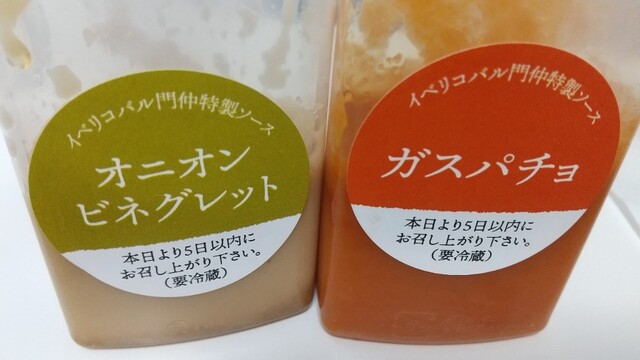 イベリコバル門仲特製ソース
オニオン
ビネグレット
本日より5日以内に
お召し上がり下さい。
(要冷蔵)
イベリコバル門仲特製ソース
ガスパチョ
本日より5日以内に
お召し上がり下さい。
(要冷蔵)